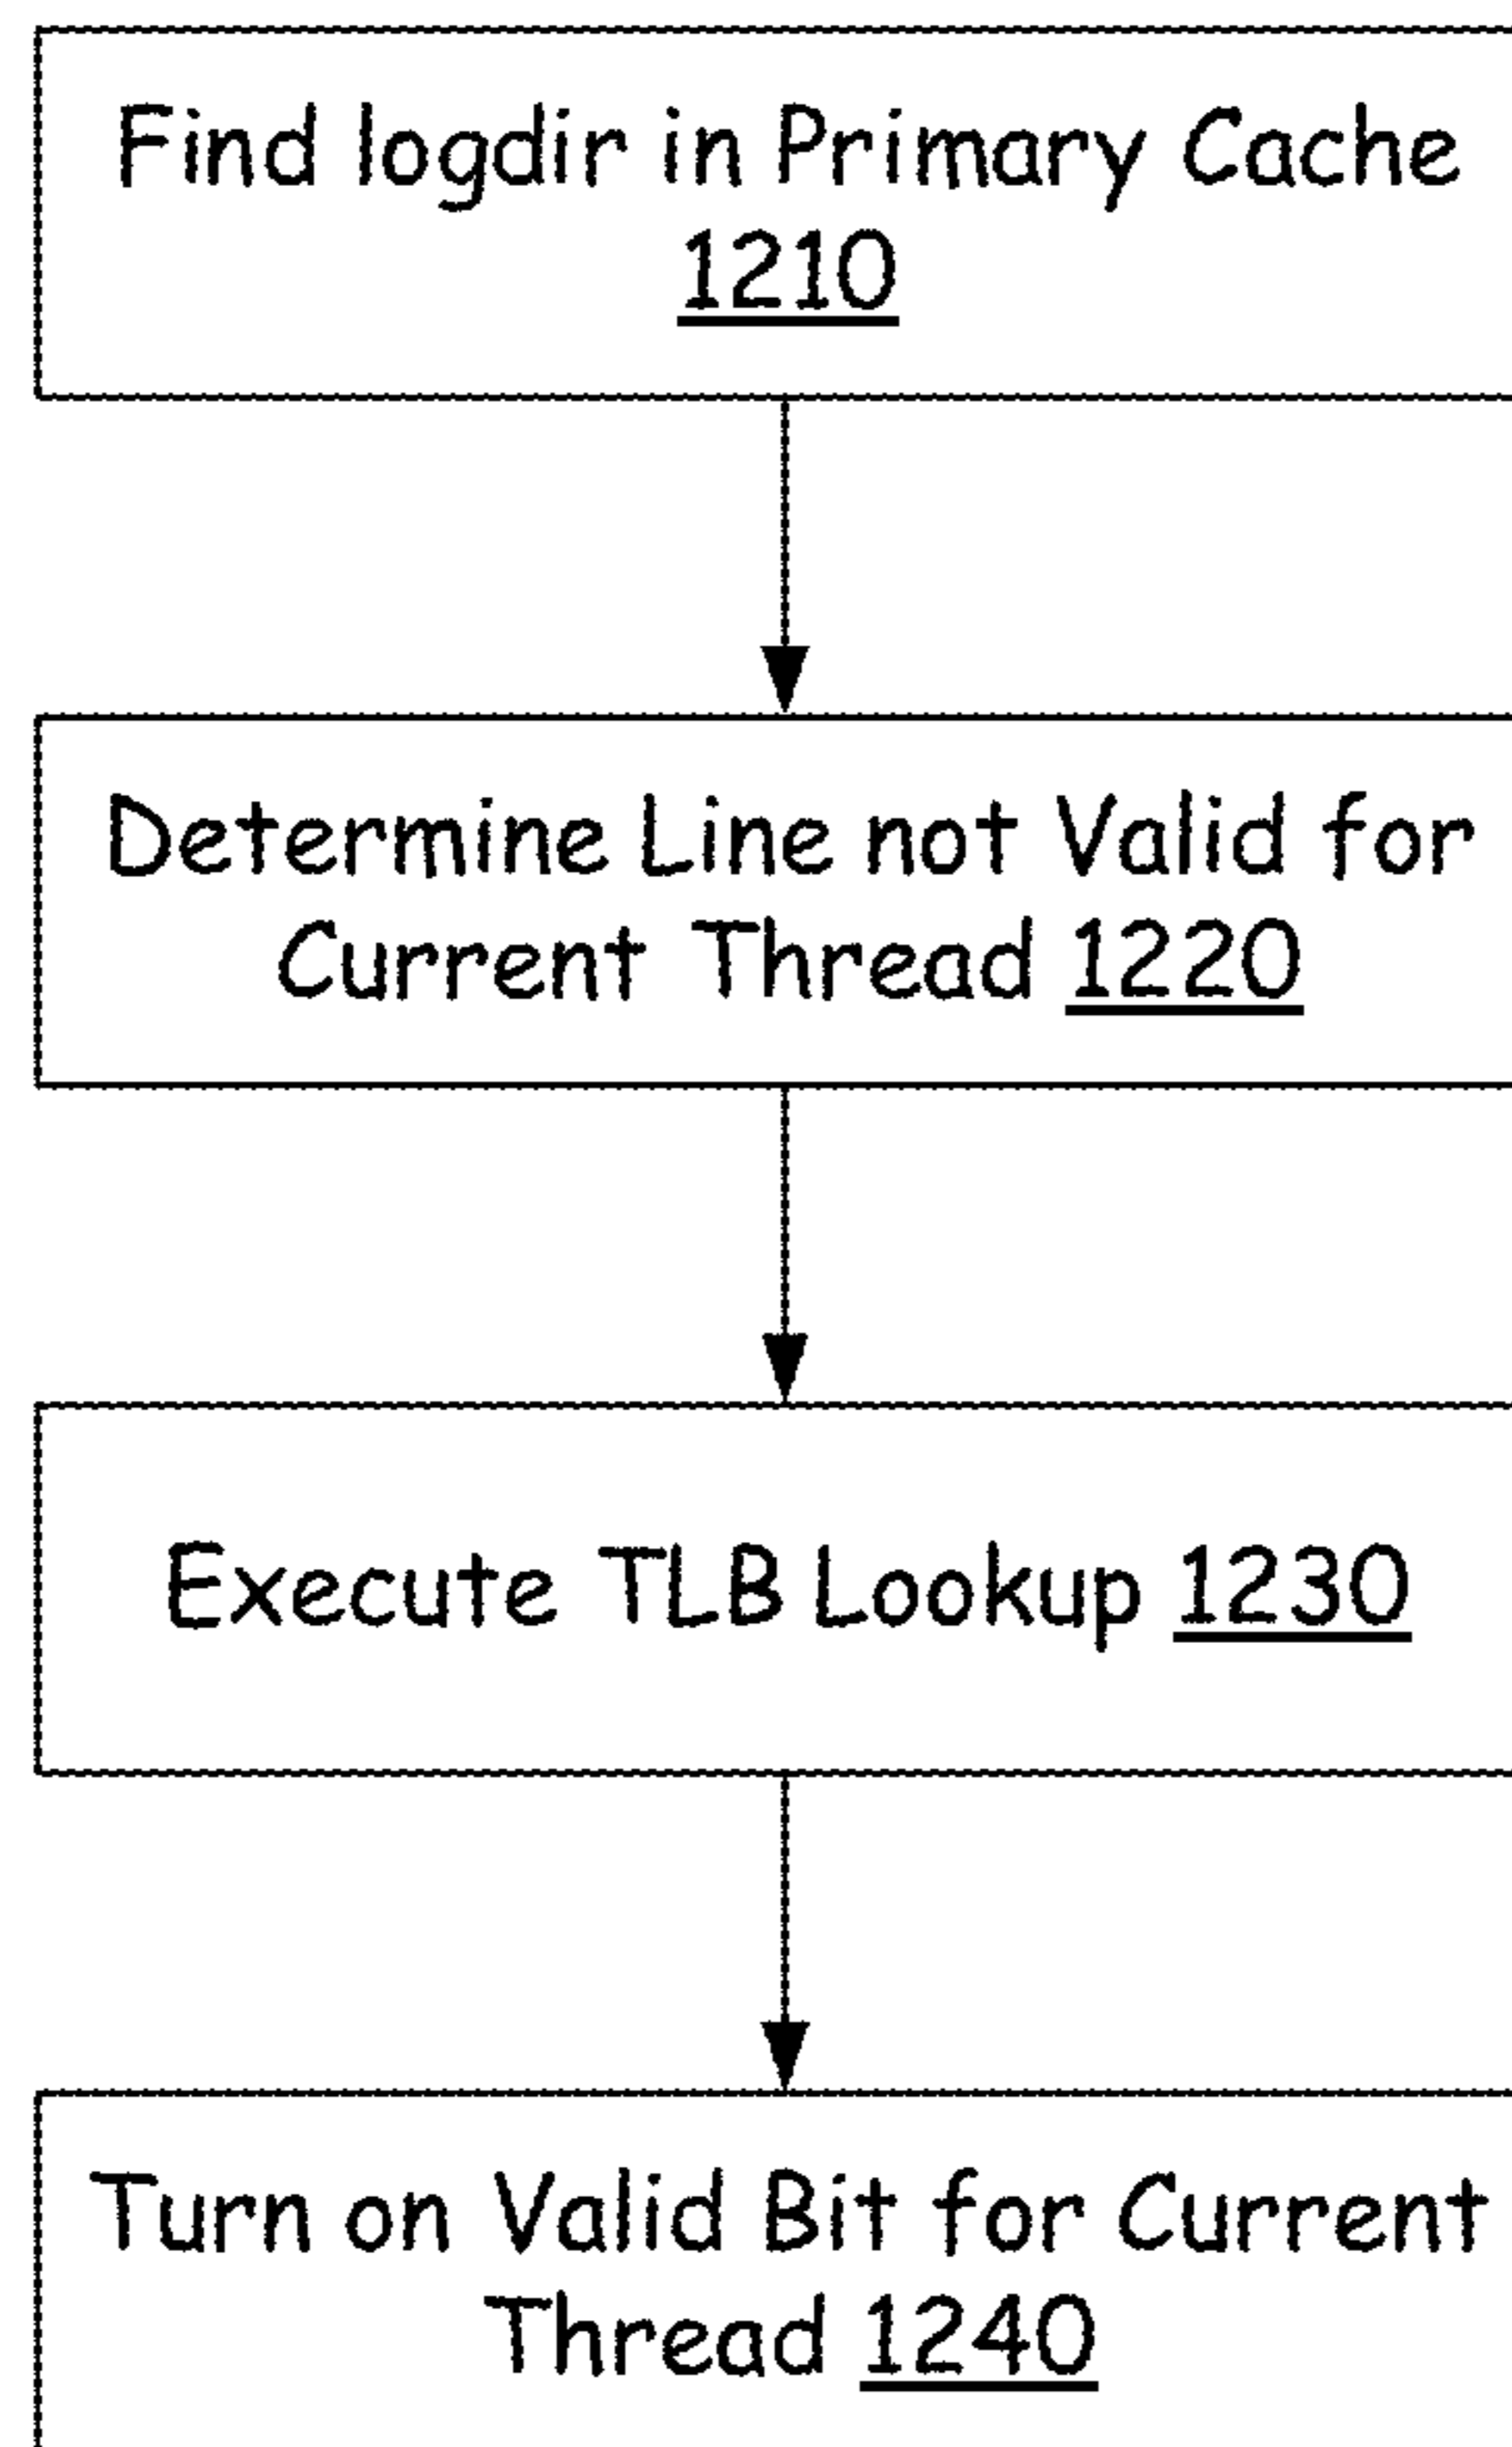 Find logdir in Primary Cache
1210
Determine Line not Valid for
Current Thread 1220
Execute TLB Lookup 1230
Turn on Valid Bit for Current
Thread 1240